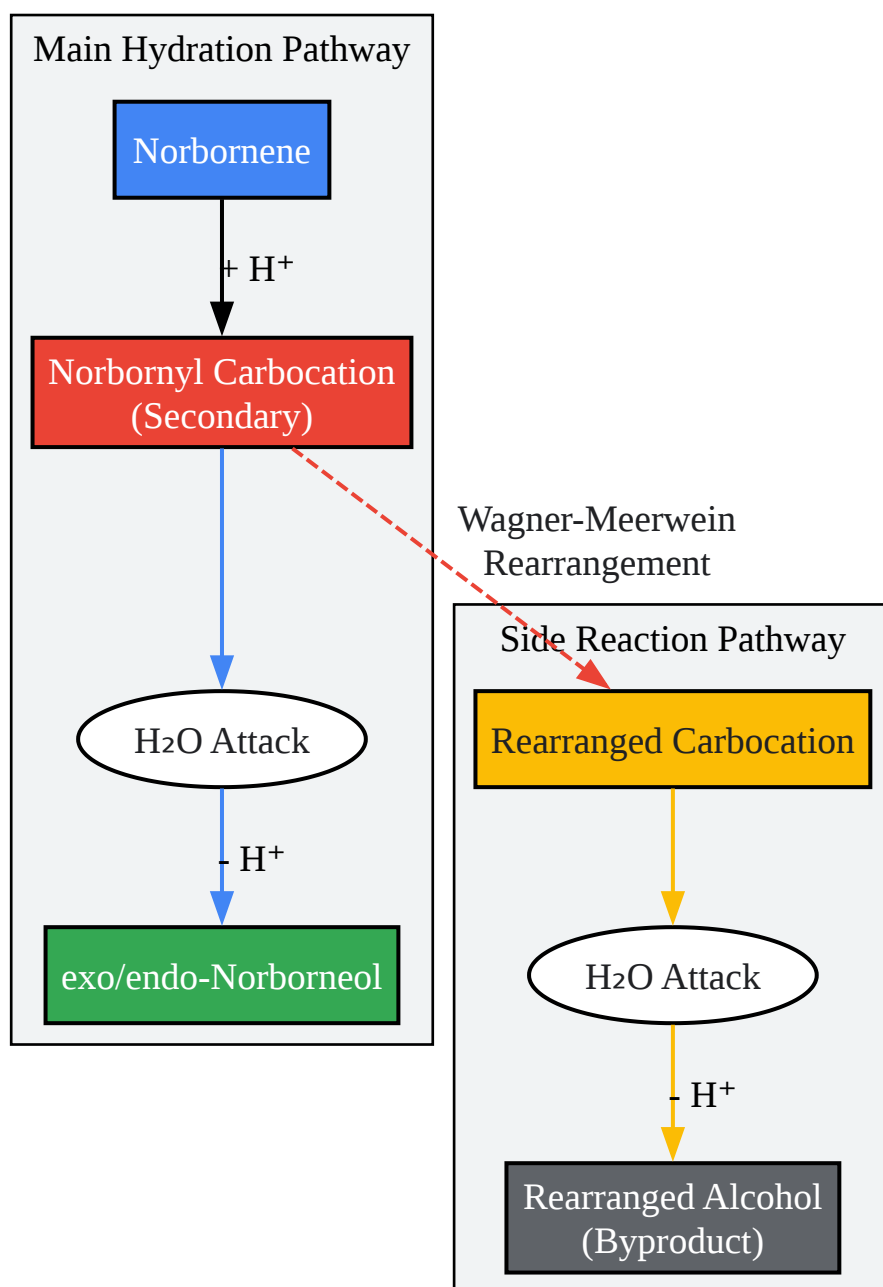 Main Hydration Pathway
Norbornene
+ H⁺
Norbornyl Carbocation
(Secondary)
Wagner-Meerwein
Rearrangement
H₂O Attack
- H⁺
exo/endo-Norborneol
Side Reaction Pathway
Rearranged Carbocation
H₂O Attack
- H⁺
Rearranged Alcohol
(Byproduct)